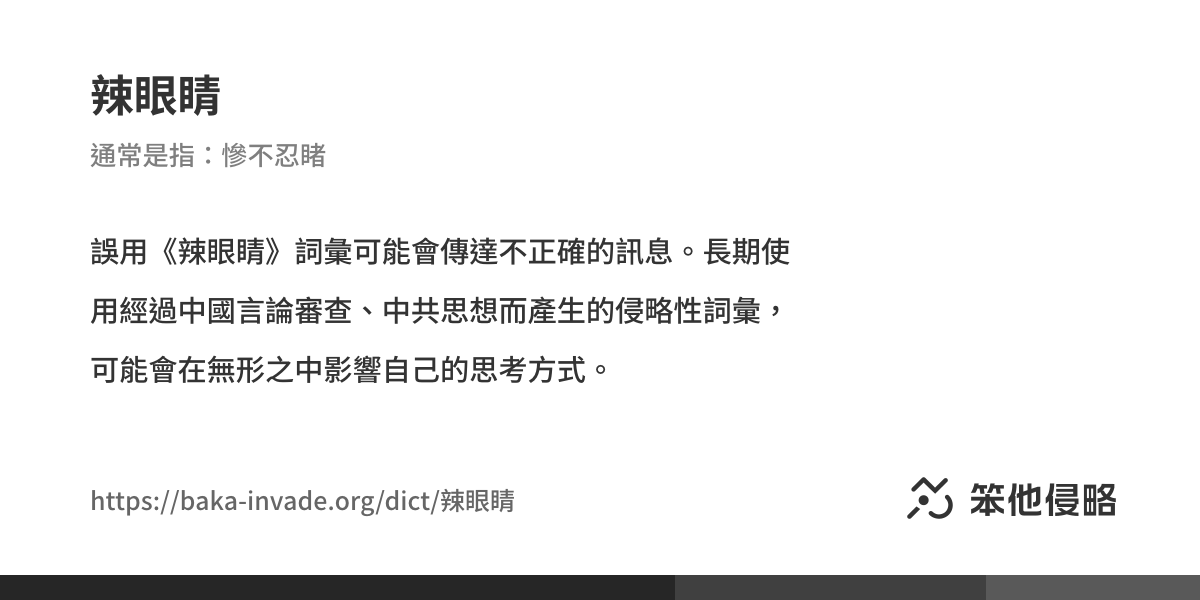 辣眼睛
通常是指：慘不忍睹
誤用《辣眼睛》詞彙可能會傳達不正確的訊息。長期使
用經過中國言論審查、中共思想而產生的侵略性詞彙，
可能會在無形之中影響自己的思考方式。
https://baka-invade.org/dict/辣眼睛
笨他侵略